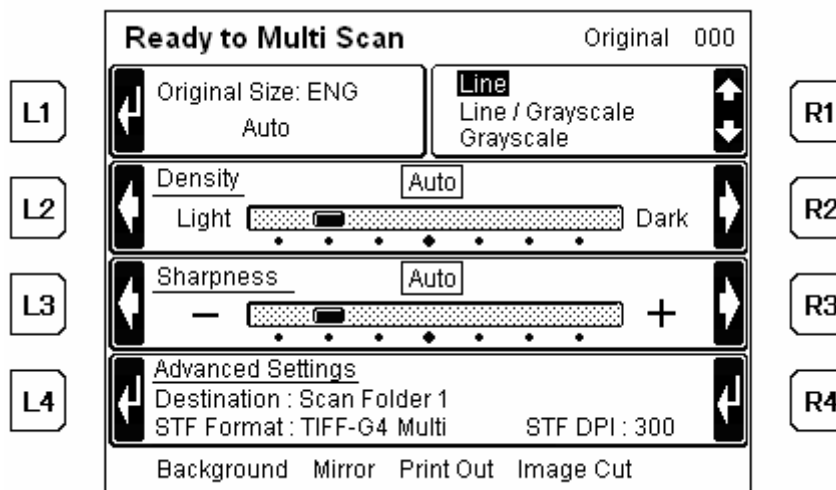 Ready to Multi Scan Original 000
L1 Original Size: ENG Line R1
Auto Line / Grayscale
Grayscale
Density Auto
L2 Light Dark R2
Sharpness Auto
L3 − + R3
Advanced Settings
L4 Destination : Scan Folder 1 R4
STF Format : TIFF-G4 Multi STF DPI : 300
Background Mirror Print Out Image Cut